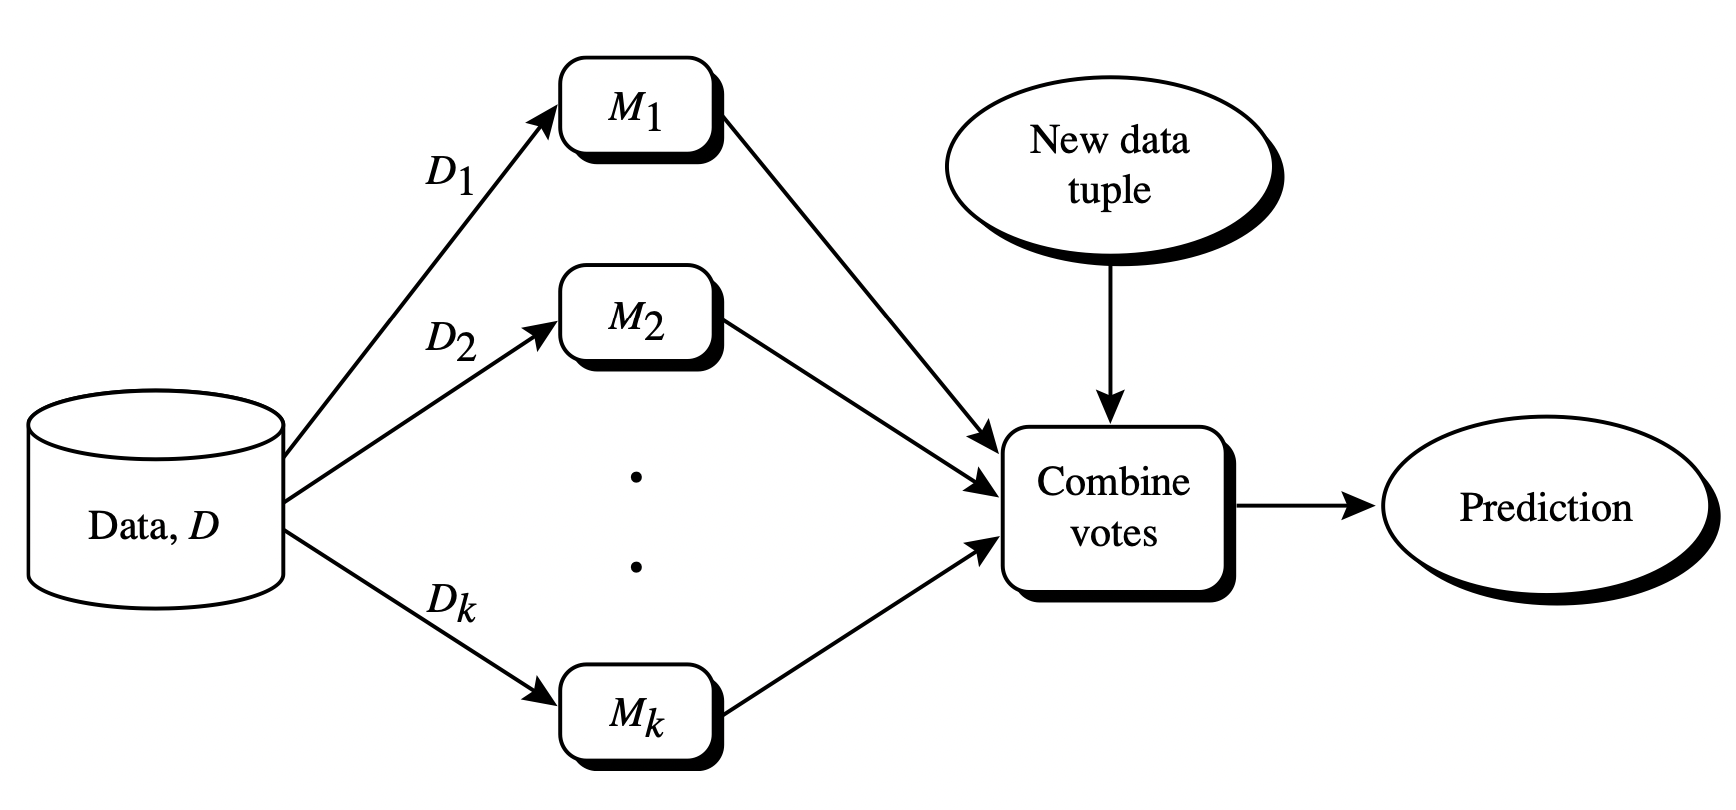 M1
New data
tuple
D1
M2
D2
Combine
votes
Data, D
Prediction
Dk
Mk